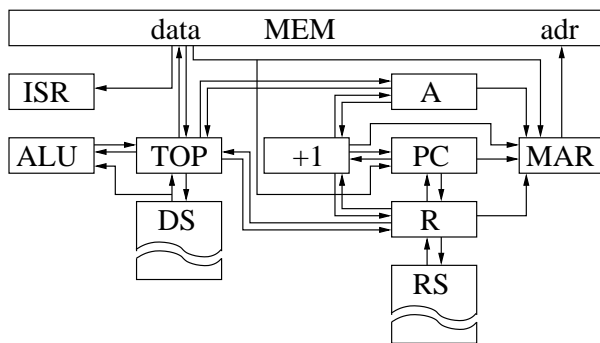 data MEM adr
ISR A
ALU TOP +1 PC MAR
DS R
RS